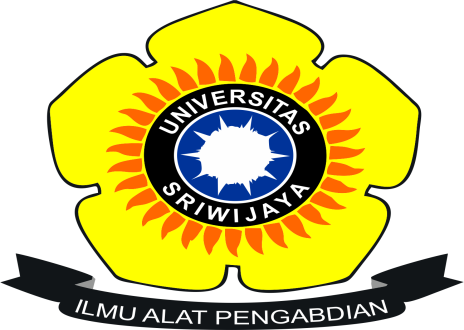 UNIVERSITAS
SRIWIJAYA
ILMU ALAT PENGABDIAN